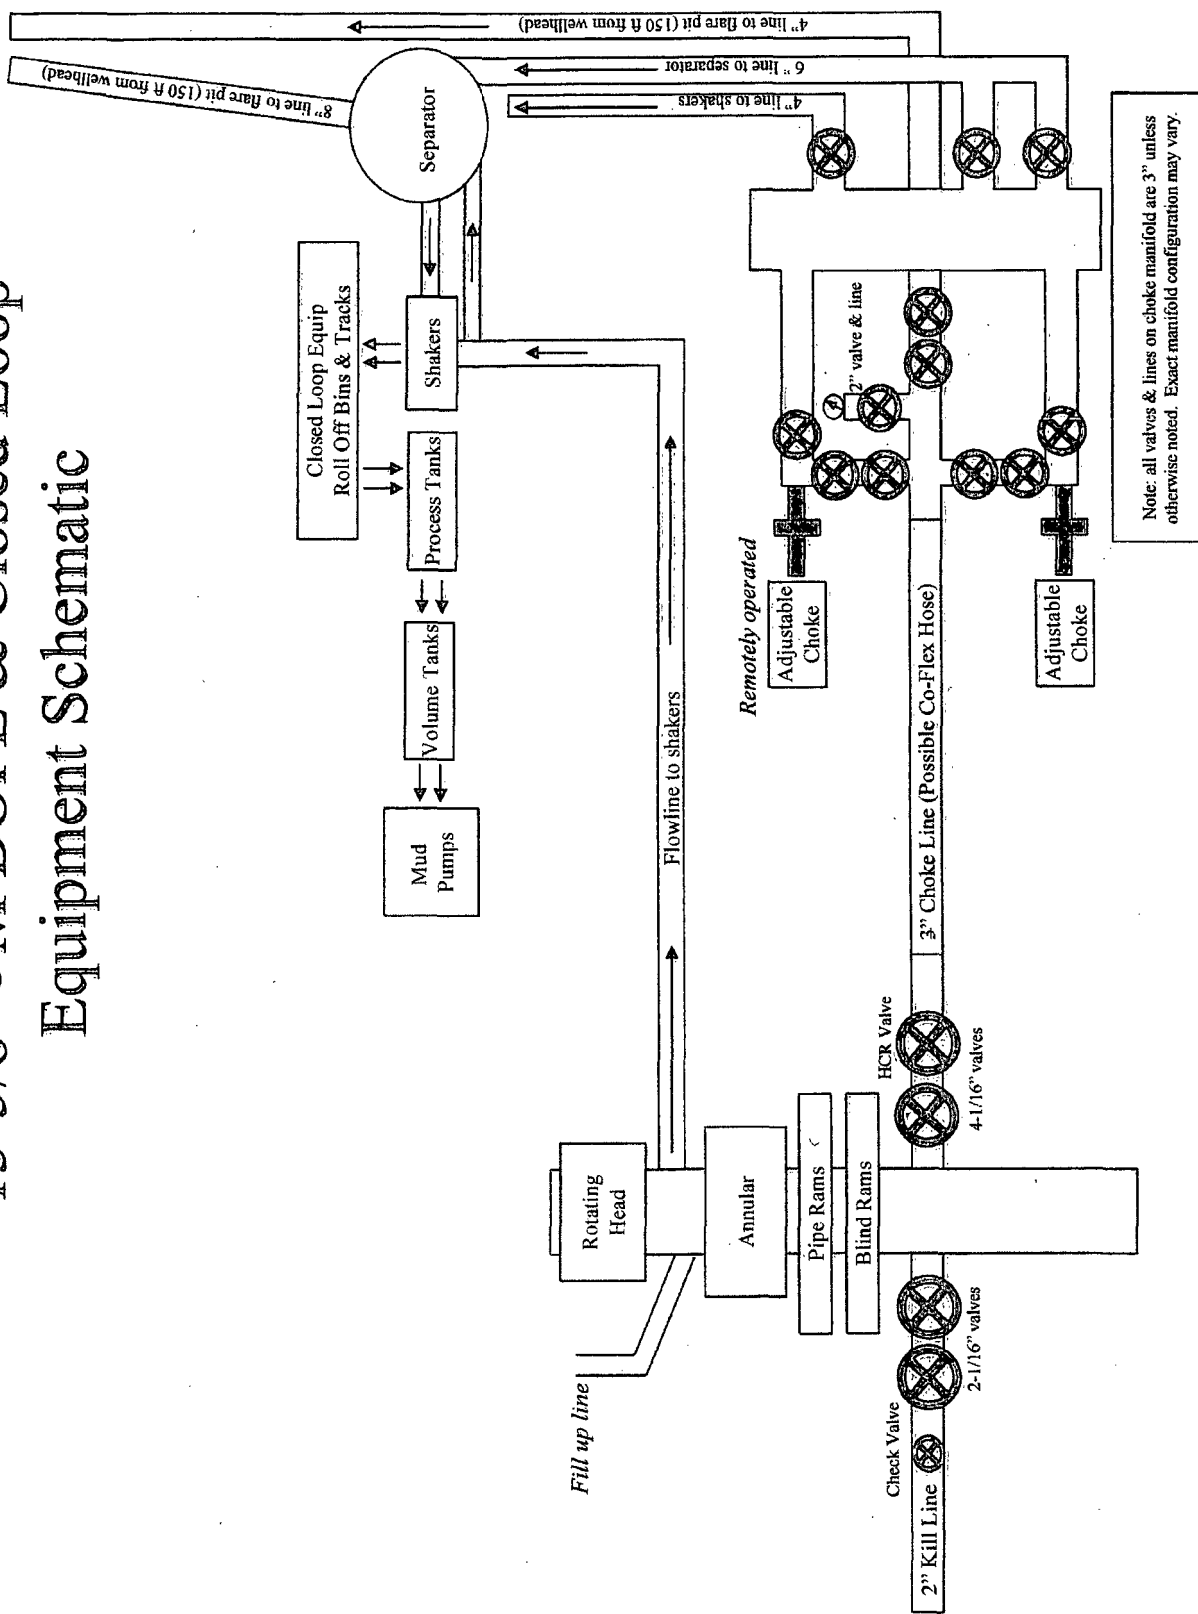 Equipment Schematic
4" line to flare pit (150 ft from wellhead)
8" line to flare pit (150 ft from wellhead)
6" line to separator
4" line to shakers
Separator
Closed Loop Equip
Roll Off Bins & Tracks
Shakers
Process Tanks
Volume Tanks
Mud
Pumps
Flowline to shakers
Rotating
Head
Fill up line
Annular
Pipe Rams
Blind Rams
HCR Valve
4-1/16" valves
Check Valve
2-1/16" valves
2" Kill Line
3" Choke Line (Possible Co-Flex Hose)
Remotely operated
Adjustable
Choke
2" valve & line
Adjustable
Choke
Note: all valves & lines on choke manifold are 3" unless
otherwise noted. Exact manifold configuration may vary.